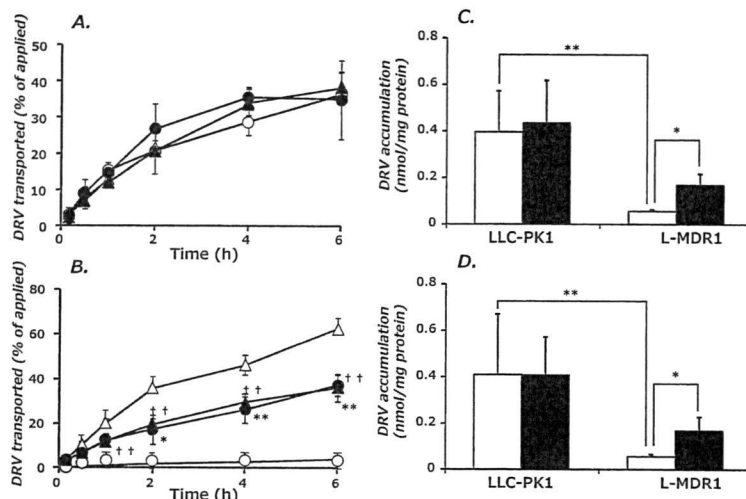 A.
DRV transported (% of applied)
50
40
30
20
10
0
0
2
4
6
Time (h)
B.
DRV transported (% of applied)
80
60
40
20
0
† †
*
‡ †
**
‡ †
† †
**
0
2
4
6
Time (h)
C.
DRV accumulation
(nmol/mg protein)
0.8
0.6
0.4
0.2
0
**
*
LLC-PK1
L-MDR1
D.
DRV accumulation
(nmol/mg protein)
0.8
0.6
0.4
0.2
0
**
*
LLC-PK1
L-MDR1